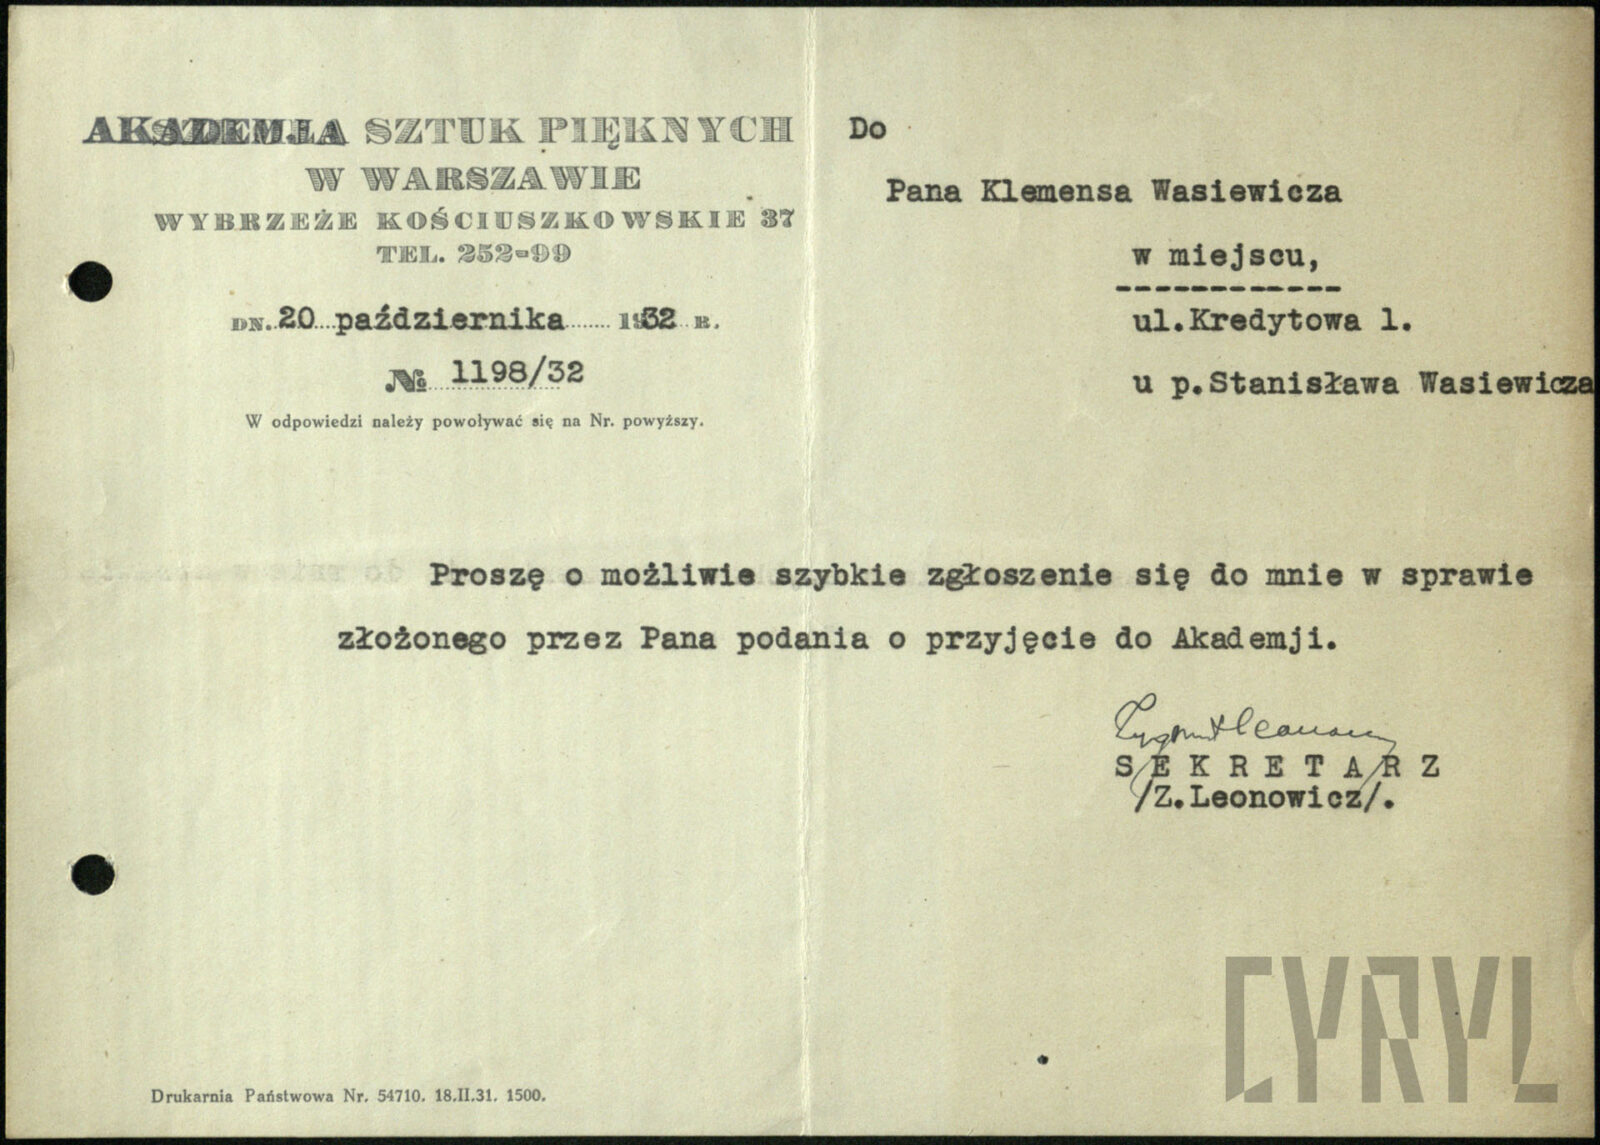 AKADEMJA SZTUK PIĘKNYCH
W WARSZAWIE
WYBRZEŻE KOŚCIUSZKOWSKIE 37
TEL. 252-99
DN. 20 października 1932 R.
№ 1198/32
W odpowiedzi należy powoływać się na Nr. powyższy.
Do
Pana Klemensa Wasiewicza
w miejscu,
ul.Kredytowa 1.
u p.Stanisława Wasiewicza
Proszę o możliwie szybkie zgłoszenie się do mnie w sprawie
złożonego przez Pana podania o przyjęcie do Akademji.
Zygmunt Leonowicz
SEKRETARZ
/Z.Leonowicz/.
Drukarnia Państwowa Nr. 54710. 18.II.31. 1500.
CYRYL